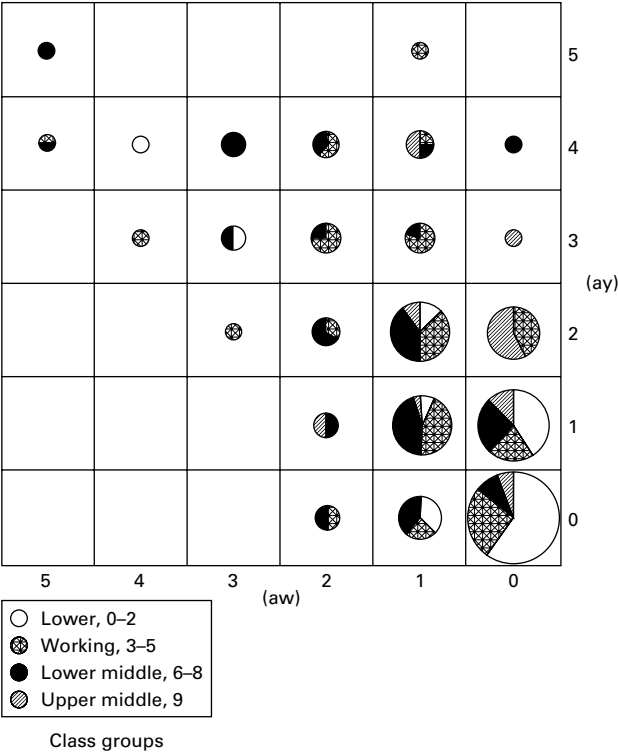 5
4
3
(ay)
2
1
0
5 4 3 2 1 0
(aw)
Lower, 0–2
Working, 3–5
Lower middle, 6–8
Upper middle, 9
Class groups